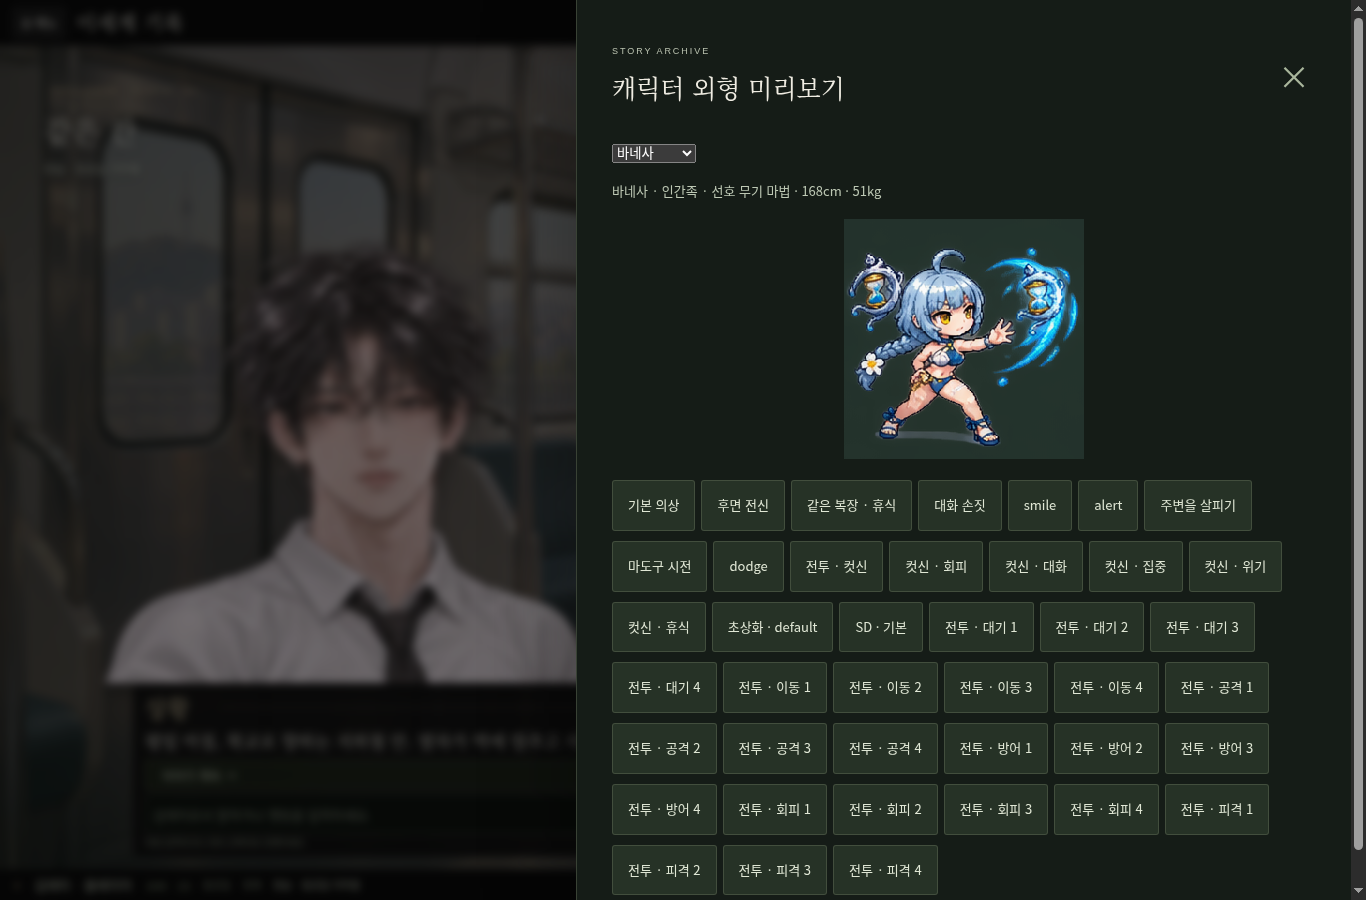 STORY ARCHIVE
캐릭터 외형 미리보기
바네사
바네사 · 인간족 · 선호 무기 마법 · 168cm · 51kg
기본 의상 후면 전신 같은 복장 · 휴식 대화 손짓 smile alert 주변을 살피기
마도구 시전 dodge 전투 · 컷신 컷신 · 회피 컷신 · 대화 컷신 · 집중 컷신 · 위기
컷신 · 휴식 초상화 · default SD · 기본 전투 · 대기 1 전투 · 대기 2 전투 · 대기 3
전투 · 대기 4 전투 · 이동 1 전투 · 이동 2 전투 · 이동 3 전투 · 이동 4 전투 · 공격 1
전투 · 공격 2 전투 · 공격 3 전투 · 공격 4 전투 · 방어 1 전투 · 방어 2 전투 · 방어 3
전투 · 방어 4 전투 · 회피 1 전투 · 회피 2 전투 · 회피 3 전투 · 회피 4 전투 · 피격 1
전투 · 피격 2 전투 · 피격 3 전투 · 피격 4